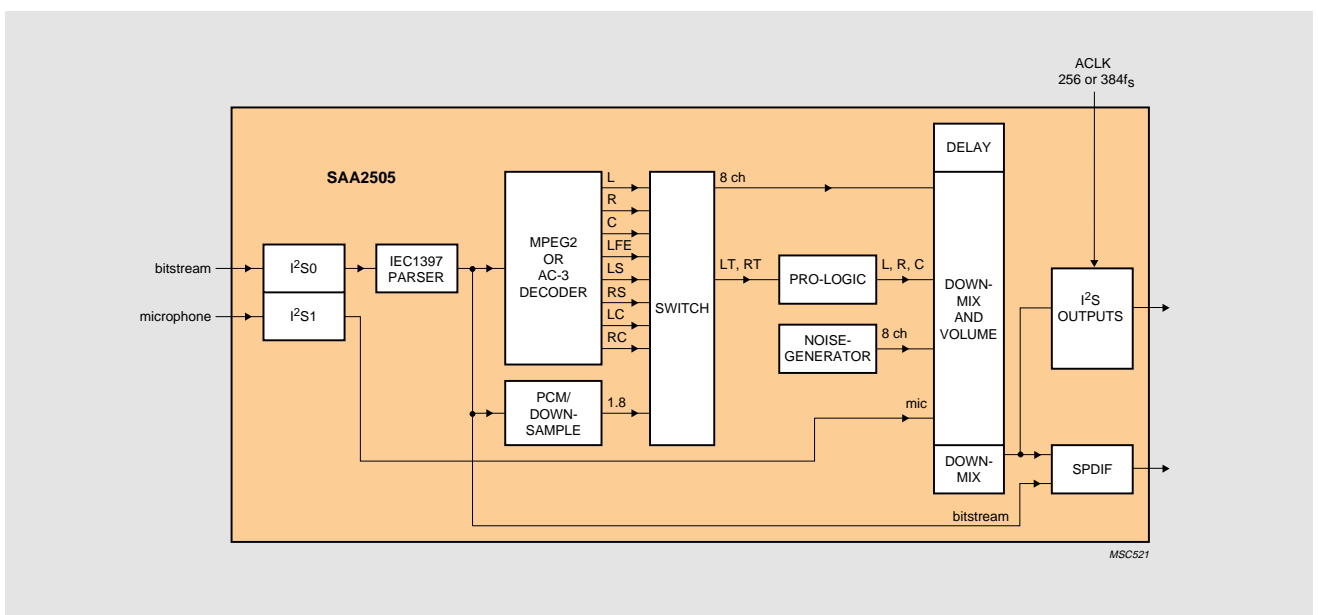 ACLK
256 or 384fS
SAA2505
bitstream
microphone
I2S0
I2S1
IEC1397
PARSER
MPEG2
OR
AC-3
DECODER
L
R
C
LFE
LS
RS
LC
RC
PCM/
DOWN-
SAMPLE
1.8
SWITCH
8 ch
LT, RT
PRO-LOGIC
L, R, C
NOISE-
GENERATOR
8 ch
mic
DELAY
DOWN-
MIX
AND
VOLUME
DOWN-
MIX
I2S
OUTPUTS
SPDIF
bitstream
MSC521